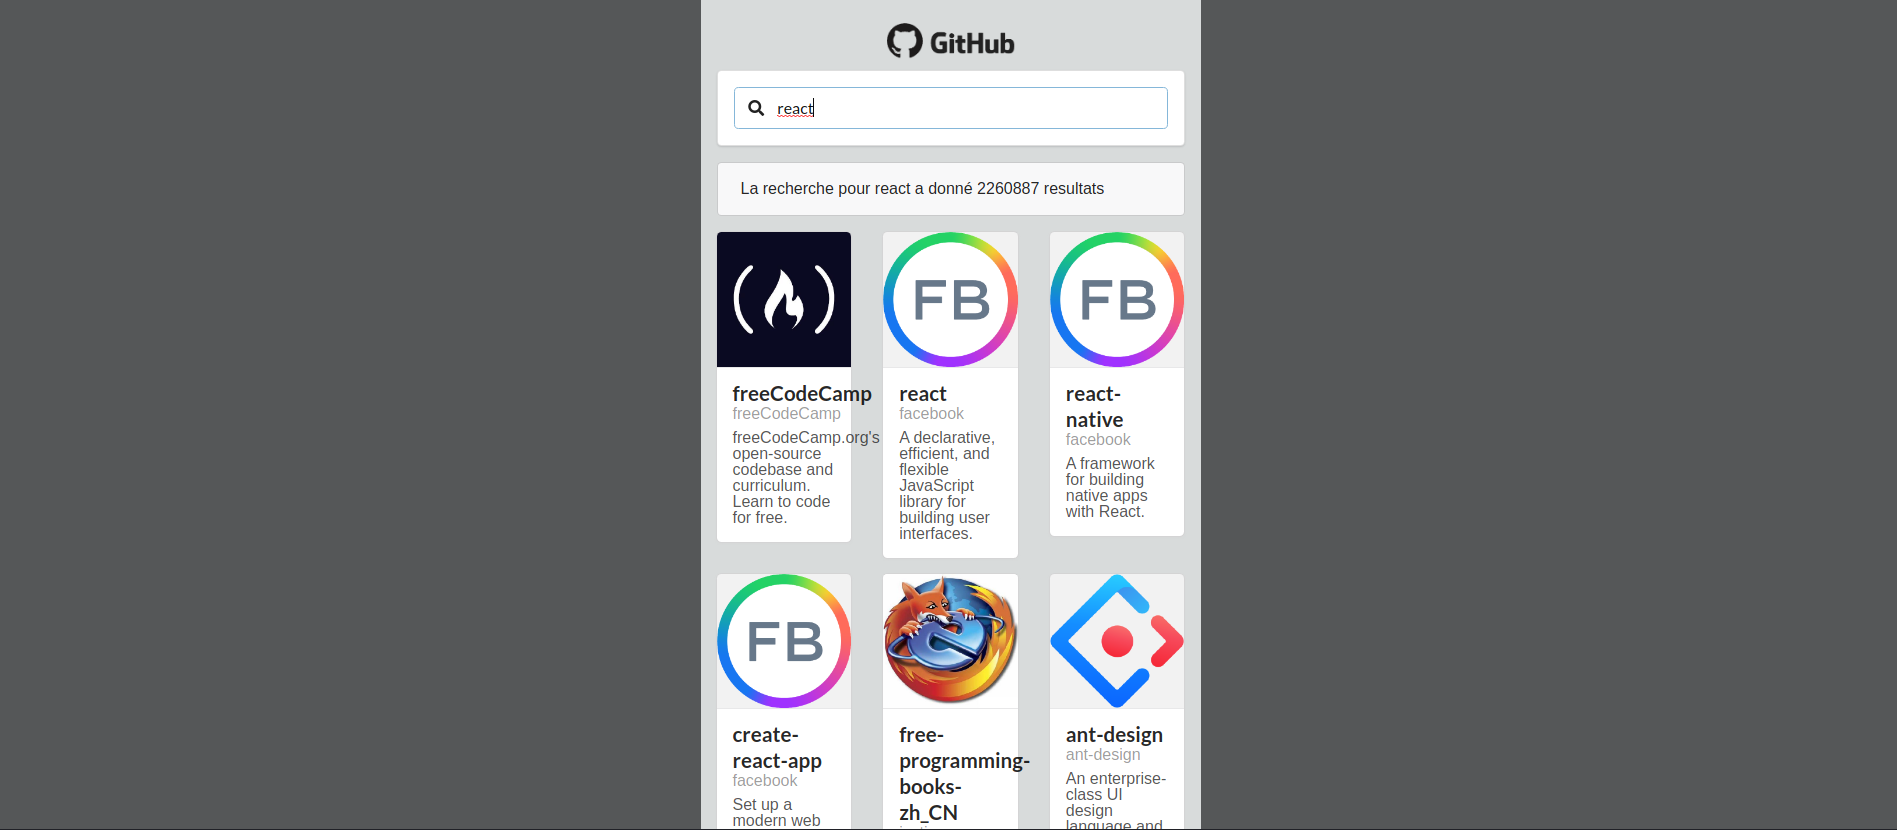 GitHub
react
La recherche pour react a donné 2260887 resultats
FB
FB
freeCodeCamp
freeCodeCamp
freeCodeCamp.org's
open-source
codebase and
curriculum.
Learn to code
for free.
react
facebook
A declarative,
efficient, and
flexible
JavaScript
library for
building user
interfaces.
react-
native
facebook
A framework
for building
native apps
with React.
FB
create-
react-app
facebook
Set up a
modern web
free-
programming-
books-
zh_CN
ant-design
ant-design
An enterprise-
class UI
design
language and